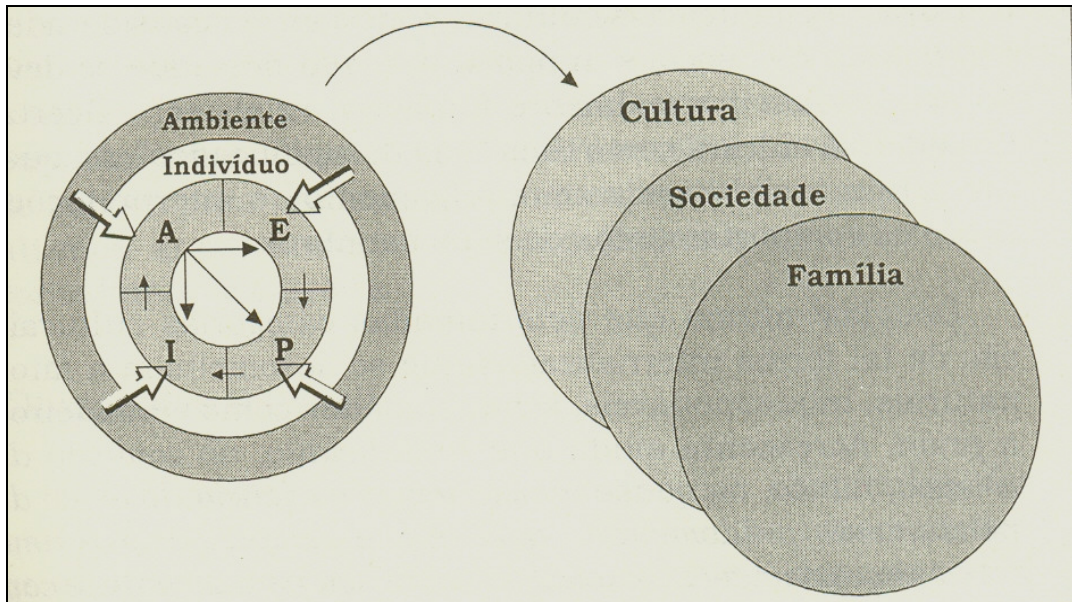 Ambiente
Indivíduo
A E
I P
Cultura
Sociedade
Família